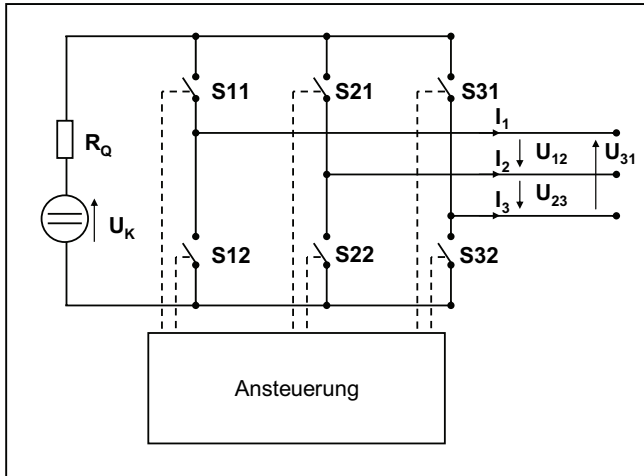 S11
S21
S31
R_Q
I_1
U_12
U_31
I_2
U_23
I_3
U_K
S12
S22
S32
Ansteuerung